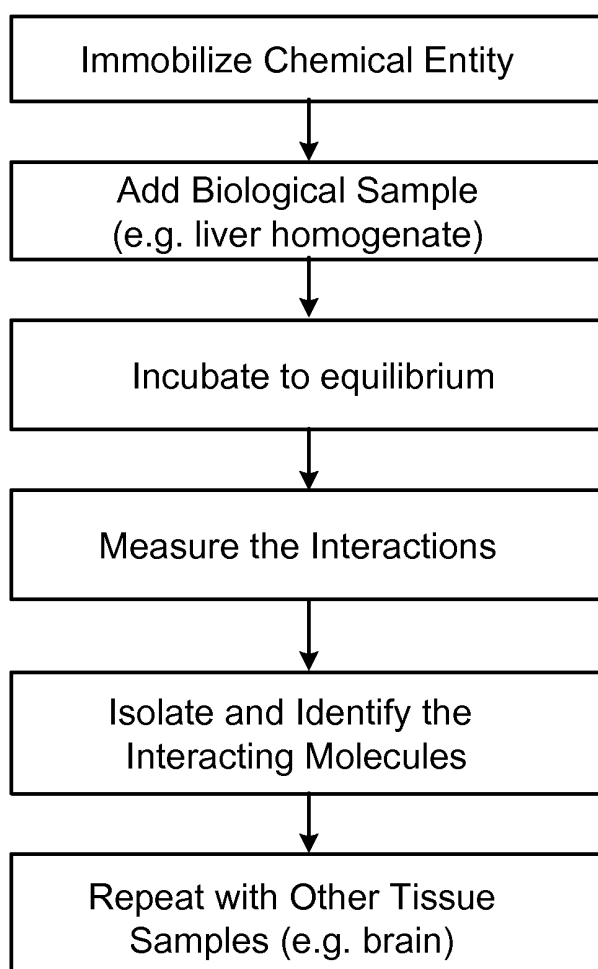 Immobilize Chemical Entity
Add Biological Sample
(e.g. liver homogenate)
Incubate to equilibrium
Measure the Interactions
Isolate and Identify the
Interacting Molecules
Repeat with Other Tissue
Samples (e.g. brain)